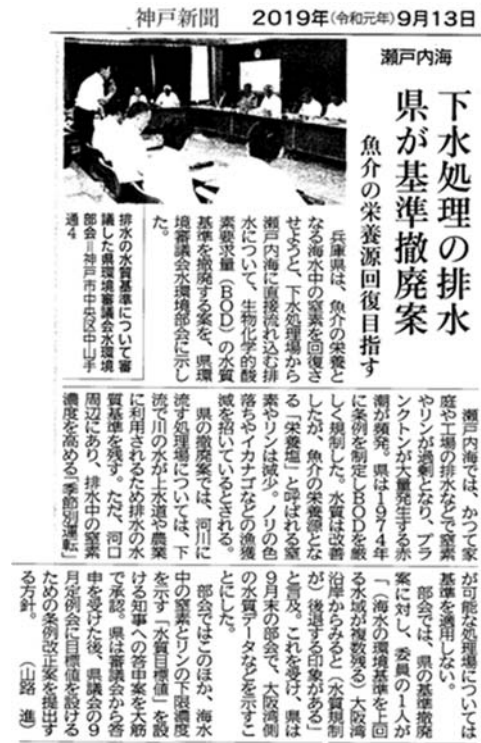 神戸新聞 2019年(令和元年)9月13日
瀬戸内海
下水処理の排水
県が基準撤廃案
魚介の栄養源回復目指す
排水の水質基準について審
議した県環境審議会水環境
部会＝神戸市中央区中山手
通4
兵庫県は、魚介の栄養と
なる海水中の窒素を回復さ
せようと、下水処理場から
瀬戸内海に直接流れ込む排
水について、生物化学的酸
素要求量（ＢＯＤ）の水質
基準を撤廃する案を、県環
境審議会水環境部会に示し
た。
瀬戸内海では、かつて家
庭や工場の排水などで窒素
やリンが過剰となり、プラ
ンクトンが大量発生する赤
潮が頻発。県は1974年
に条例を制定しＢＯＤを厳
しく規制した。水質は改善
したが、魚介の栄養源とな
る「栄養塩」と呼ばれる窒
素やリンは減少。ノリの色
落ちやイカナゴなどの漁獲
減を招いているとされる。
県の撤廃案では、河川に
流す処理場については、下
流で川の水が上水道や農業
に利用されるため排水の水
質基準を残す。ただ、河口
周辺にあり、排水中の窒素
濃度を高める「季節別運転」
が可能な処理場については
基準を適用しない。
部会では、県の基準撤廃
案に対し、委員の1人が
「（海水の環境基準を上回
る水域が複数残る）大阪湾
沿岸からみると（水質規制
が）後退する印象がある」
と言及。これを受け、県は
9月末の部会で、大阪湾側
の水質データなどを示すこ
とにした。
部会ではこのほか、海水
中の窒素とリンの下限濃度
を示す「水質目標値」を設
ける知事への答申案を大筋
で承認。県は審議会から答
申を受けた後、県議会の9
月定例会に目標値を設ける
ための条例改正案を提出す
る方針。 （山路 進）